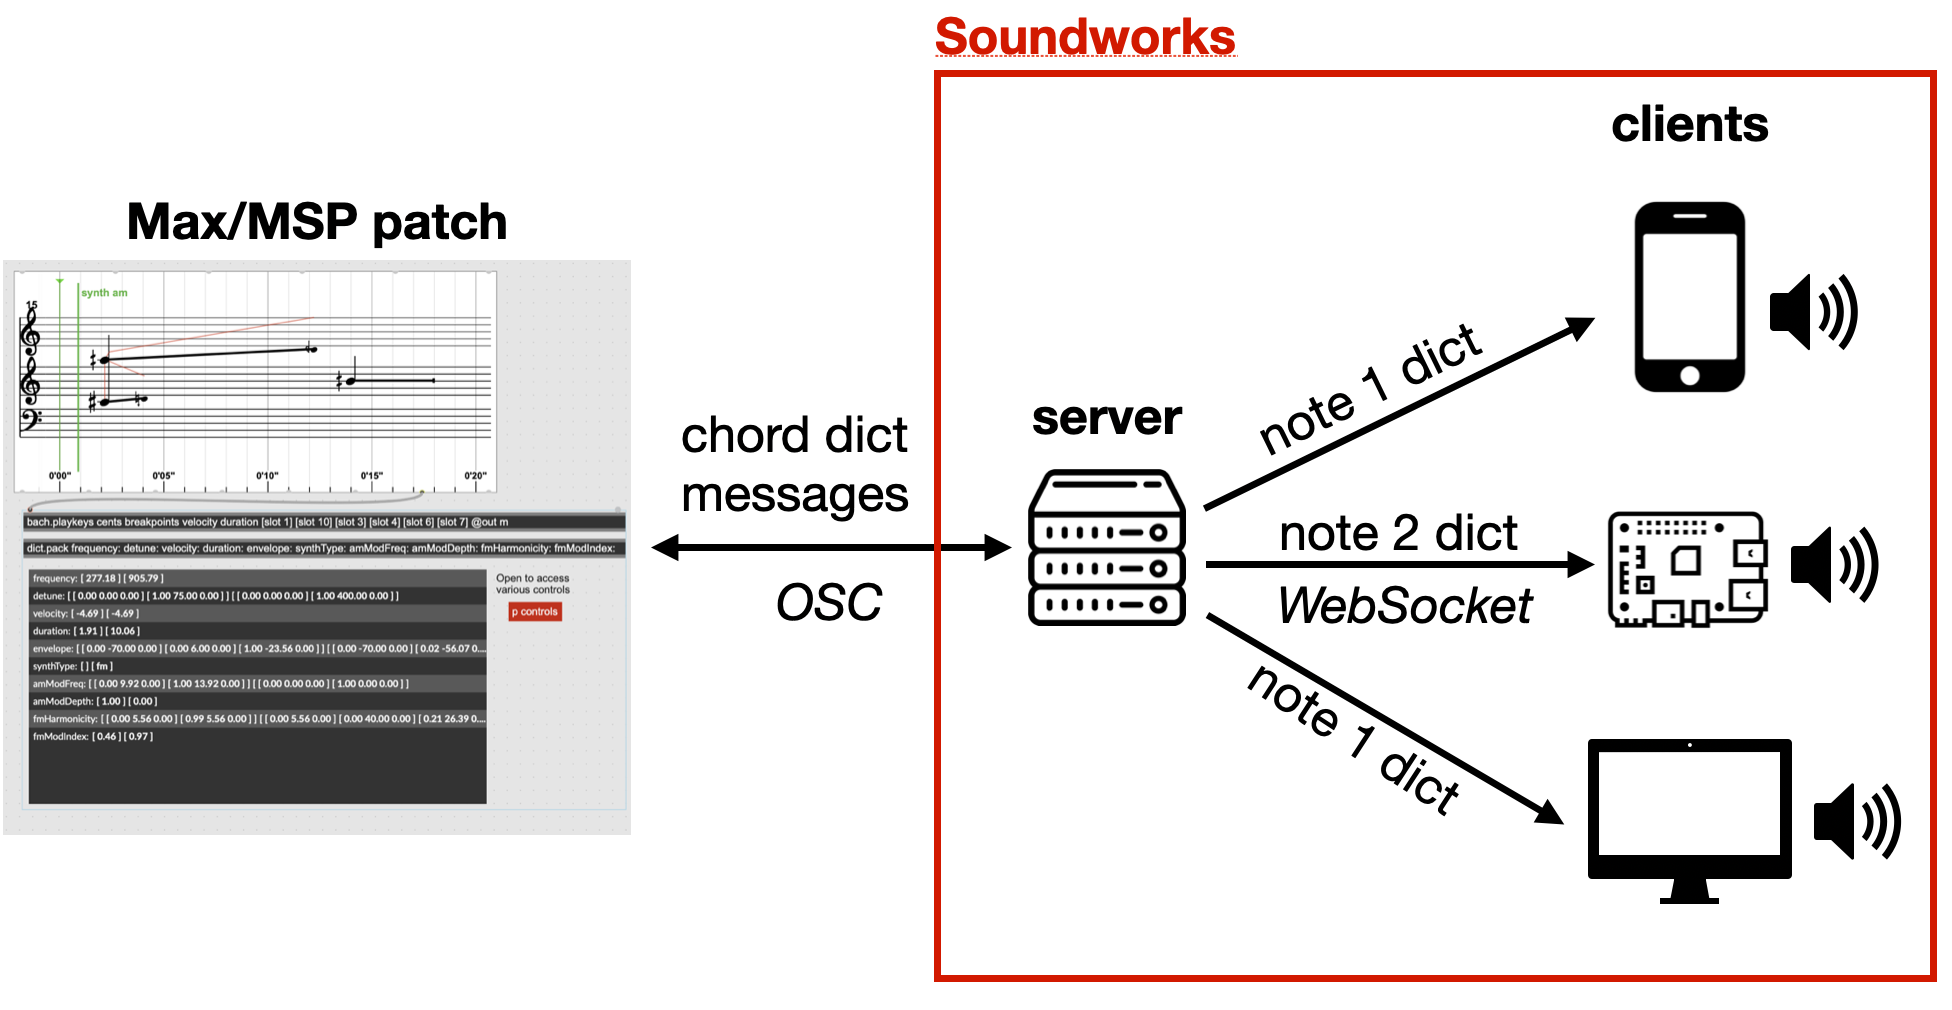 Soundworks
clients
Max/MSP patch
synth am
15
0'00"
0'05"
0'10"
0'15"
0'20"
bach.playkeys cents breakpoints velocity duration [slot 1] [slot 10] [slot 3] [slot 4] [slot 6] [slot 7] @out m
dict.pack frequency: detune: velocity: duration: envelope: synthType: amModFreq: amModDepth: fmHarmonicity: fmModIndex:
frequency: [ 277.18 ] [ 905.79 ]
detune: [ [ 0.00 0.00 0.00 ] [ 1.00 75.00 0.00 ] ] [ [ 0.00 0.00 0.00 ] [ 1.00 400.00 0.00 ] ]
velocity: [ -4.69 ] [ -4.69 ]
duration: [ 1.91 ] [ 10.06 ]
envelope: [ [ 0.00 -70.00 0.00 ] [ 0.00 6.00 0.00 ] [ 1.00 -23.56 0.00 ] ] [ [ 0.00 -70.00 0.00 ] [ 0.02 -56.07 0....
synthType: [ ] [ fm ]
amModFreq: [ [ 0.00 9.92 0.00 ] [ 1.00 13.92 0.00 ] ] [ [ 0.00 0.00 0.00 ] [ 1.00 0.00 0.00 ] ]
amModDepth: [ 1.00 ] [ 0.00 ]
fmHarmonicity: [ [ 0.00 5.56 0.00 ] [ 0.99 5.56 0.00 ] ] [ [ 0.00 5.56 0.00 ] [ 0.00 40.00 0.00 ] [ 0.21 26.39 0....
fmModIndex: [ 0.46 ] [ 0.97 ]
Open to access
various controls
p controls
chord dict
messages
OSC
server
note 1 dict
note 2 dict
WebSocket
note 1 dict